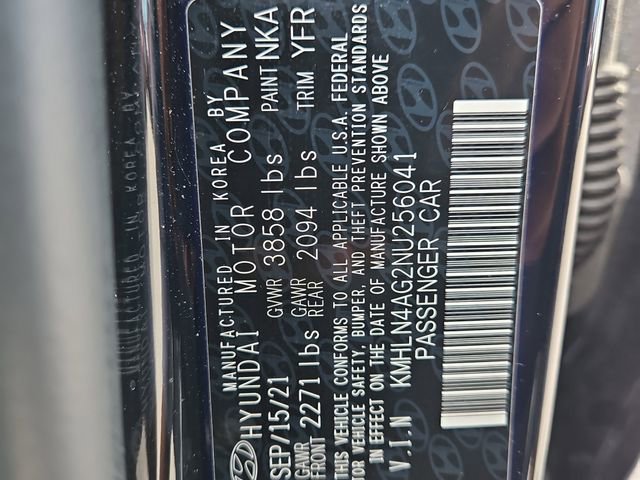 MANUFACTURED IN KOREA BY
HYUNDAI MOTOR COMPANY
SEP/15/21 GVWR 3858 lbs PAINT NKA
GAWR FRONT 2271 lbs GAWR REAR 2094 lbs TRIM YFR
THIS VEHICLE CONFORMS TO ALL APPLICABLE U.S.A. FEDERAL
MOTOR VEHICLE SAFETY, BUMPER, AND THEFT PREVENTION STANDARDS
IN EFFECT ON THE DATE OF MANUFACTURE SHOWN ABOVE
V.I.N KMHLN4AG2NU256041
PASSENGER CAR